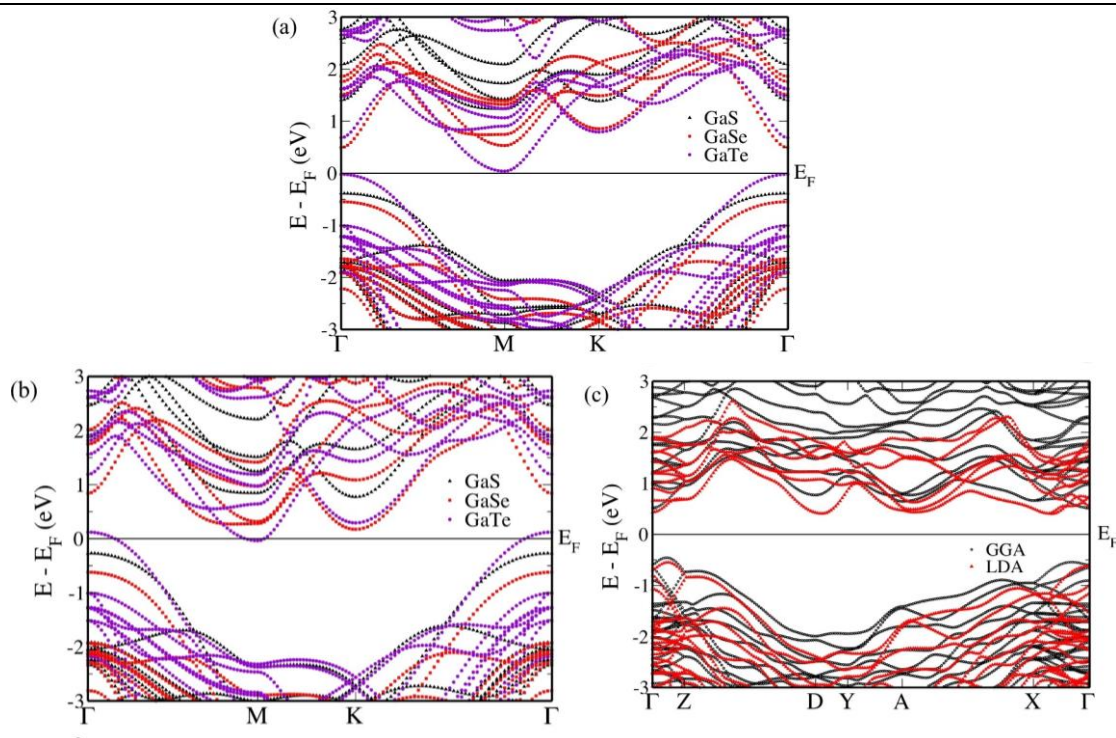 (a)
3
2
1
0
-1
-2
-3
E - E_F (eV)
GaS
GaSe
GaTe
E_F
Γ M K Γ
(b)
3
2
1
0
-1
-2
-3
E - E_F (eV)
GaS
GaSe
GaTe
E_F
Γ M K Γ
(c)
3
2
1
0
-1
-2
-3
E - E_F (eV)
GGA
LDA
E_F
Γ Z D Y A X Γ